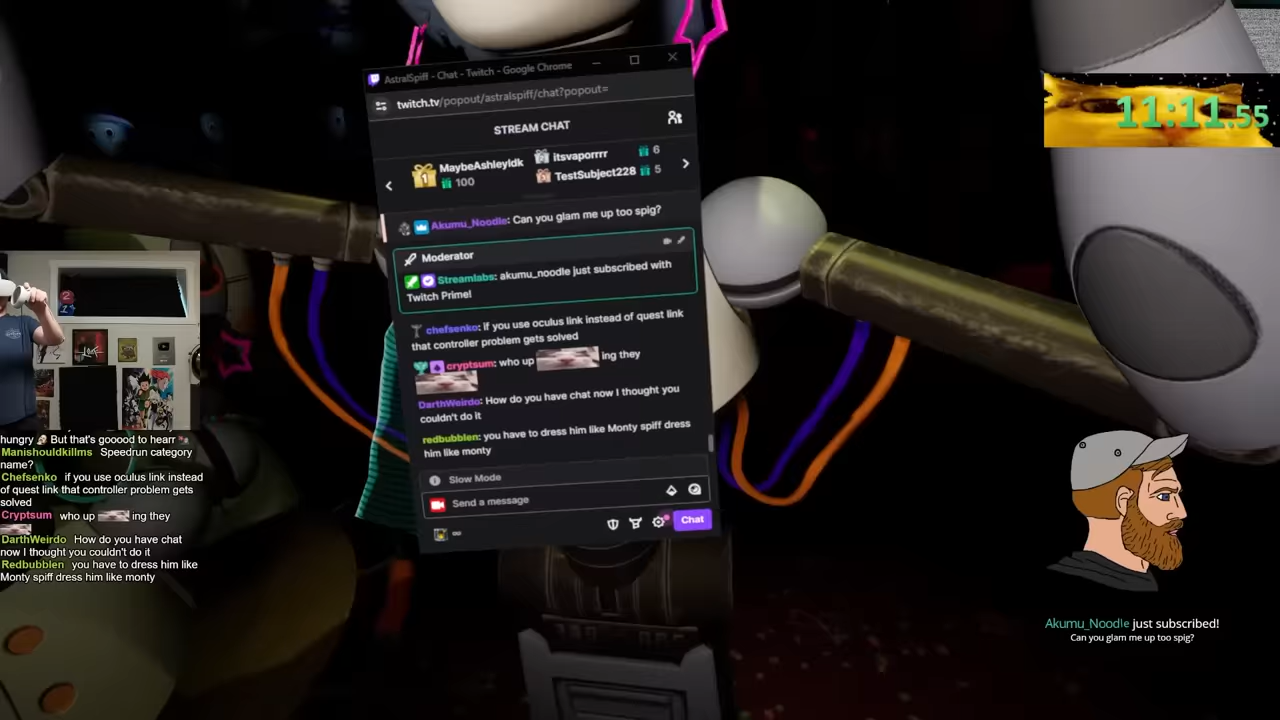 AstralSpiff - Chat - Twitch - Google Chrome
twitch.tv/popout/astralspiff/chat?popout=
STREAM CHAT
1 MaybeAshleyIdk 100
itsvaporrrr 6
TestSubject228 5
Akumu_Noodle: Can you glam me up too spig?
Moderator
Streamlabs: akumu_noodle just subscribed with
Twitch Prime!
chefsenko: if you use oculus link instead of quest link
that controller problem gets solved
cryptsum: who up ing they
DarthWeirdo: How do you have chat now I thought you
couldn't do it
redbubblen: you have to dress him like Monty spiff dress
him like monty
Slow Mode
Send a message
∞
Chat
11:11.55
hungry But that's gooood to hearr
Manishouldkillms Speedrun category
name?
Chefsenko if you use oculus link instead
of quest link that controller problem gets
solved
Cryptsum who up ing they
DarthWeirdo How do you have chat
now I thought you couldn't do it
Redbubblen you have to dress him like
Monty spiff dress him like monty
Akumu_Noodle just subscribed!
Can you glam me up too spig?